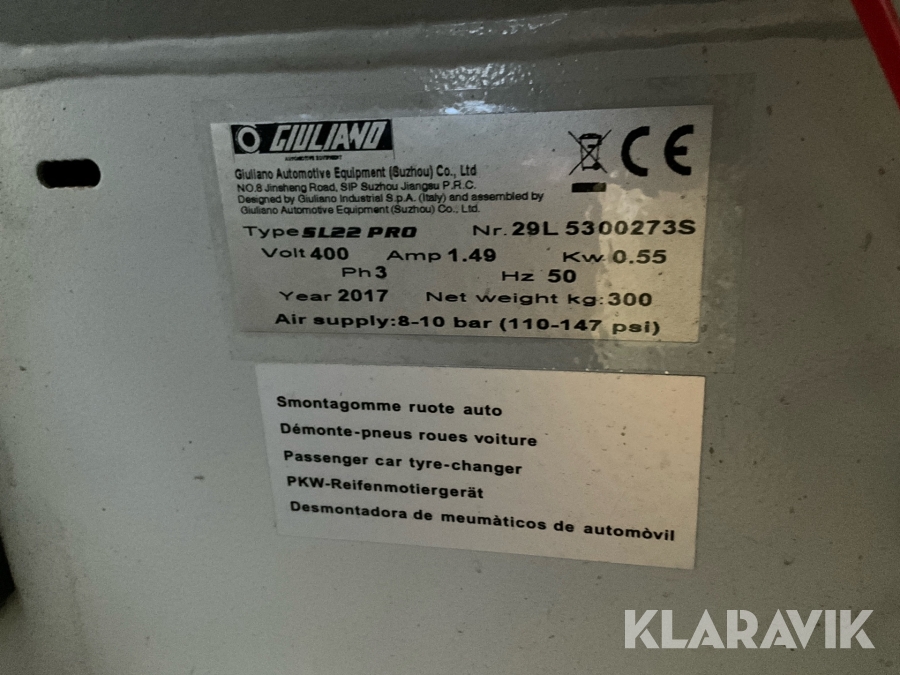 GIULIANO
AUTOMOTIVE EQUIPMENT
CE
Giuliano Automotive Equipment (Suzhou) Co., Ltd
NO.8 Jinsheng Road, SIP Suzhou Jiangsu P.R.C.
Designed by Giuliano Industrial S.p.A. (Italy) and assembled by
Giuliano Automotive Equipment (Suzhou) Co., Ltd.
Type SL22 PRO Nr. 29L 5300273S
Volt 400 Amp 1.49 Kw 0.55
Ph 3 Hz 50
Year 2017 Net weight kg: 300
Air supply:8-10 bar (110-147 psi)
Smontagomme ruote auto
Démonte-pneus roues voiture
Passenger car tyre-changer
PKW-Reifenmotiergerät
Desmontadora de meumàticos de automòvil
KLARAVIK